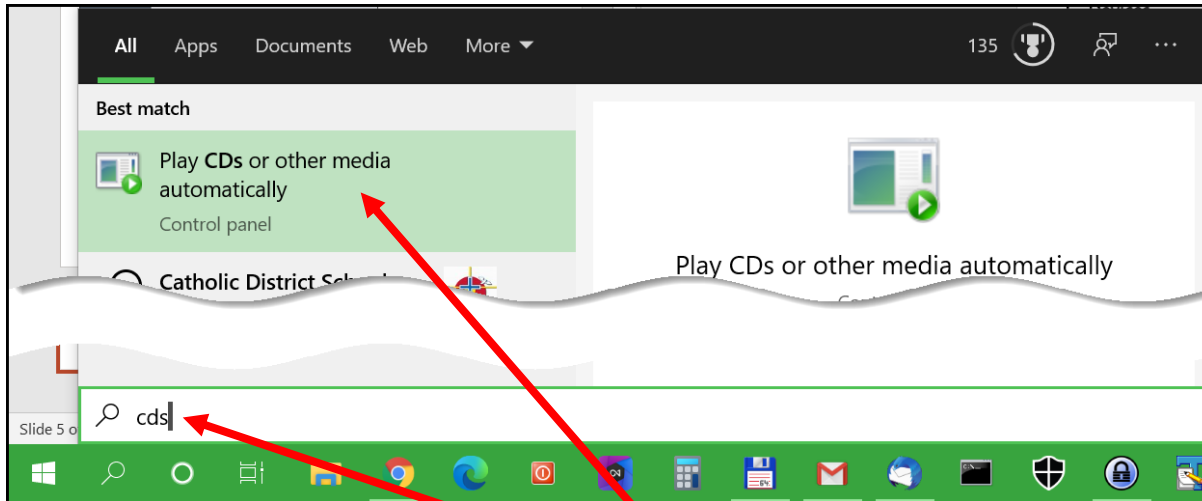 All Apps Documents Web More 135 ...
Best match
Play CDs or other media
automatically
Control panel
Catholic District
Play CDs or other media automatically
cds
Slide 5 o